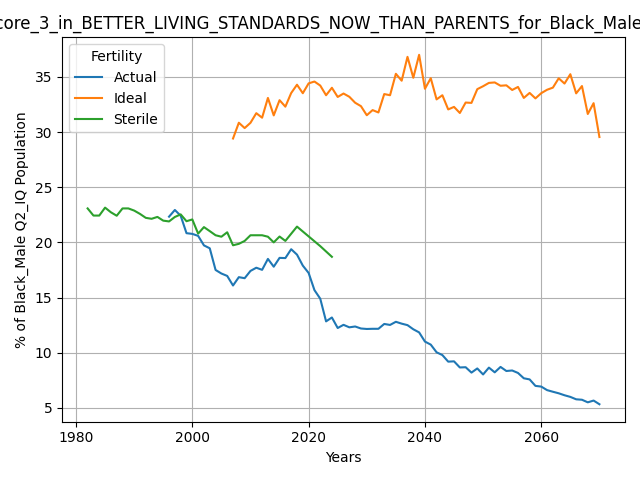 core_3_in_BETTER_LIVING_STANDARDS_NOW_THAN_PARENTS_for_Black_Male
Fertility
Actual
Ideal
Sterile
% of Black_Male Q2_IQ Population
35
30
25
20
15
10
5
1980 2000 2020 2040 2060
Years